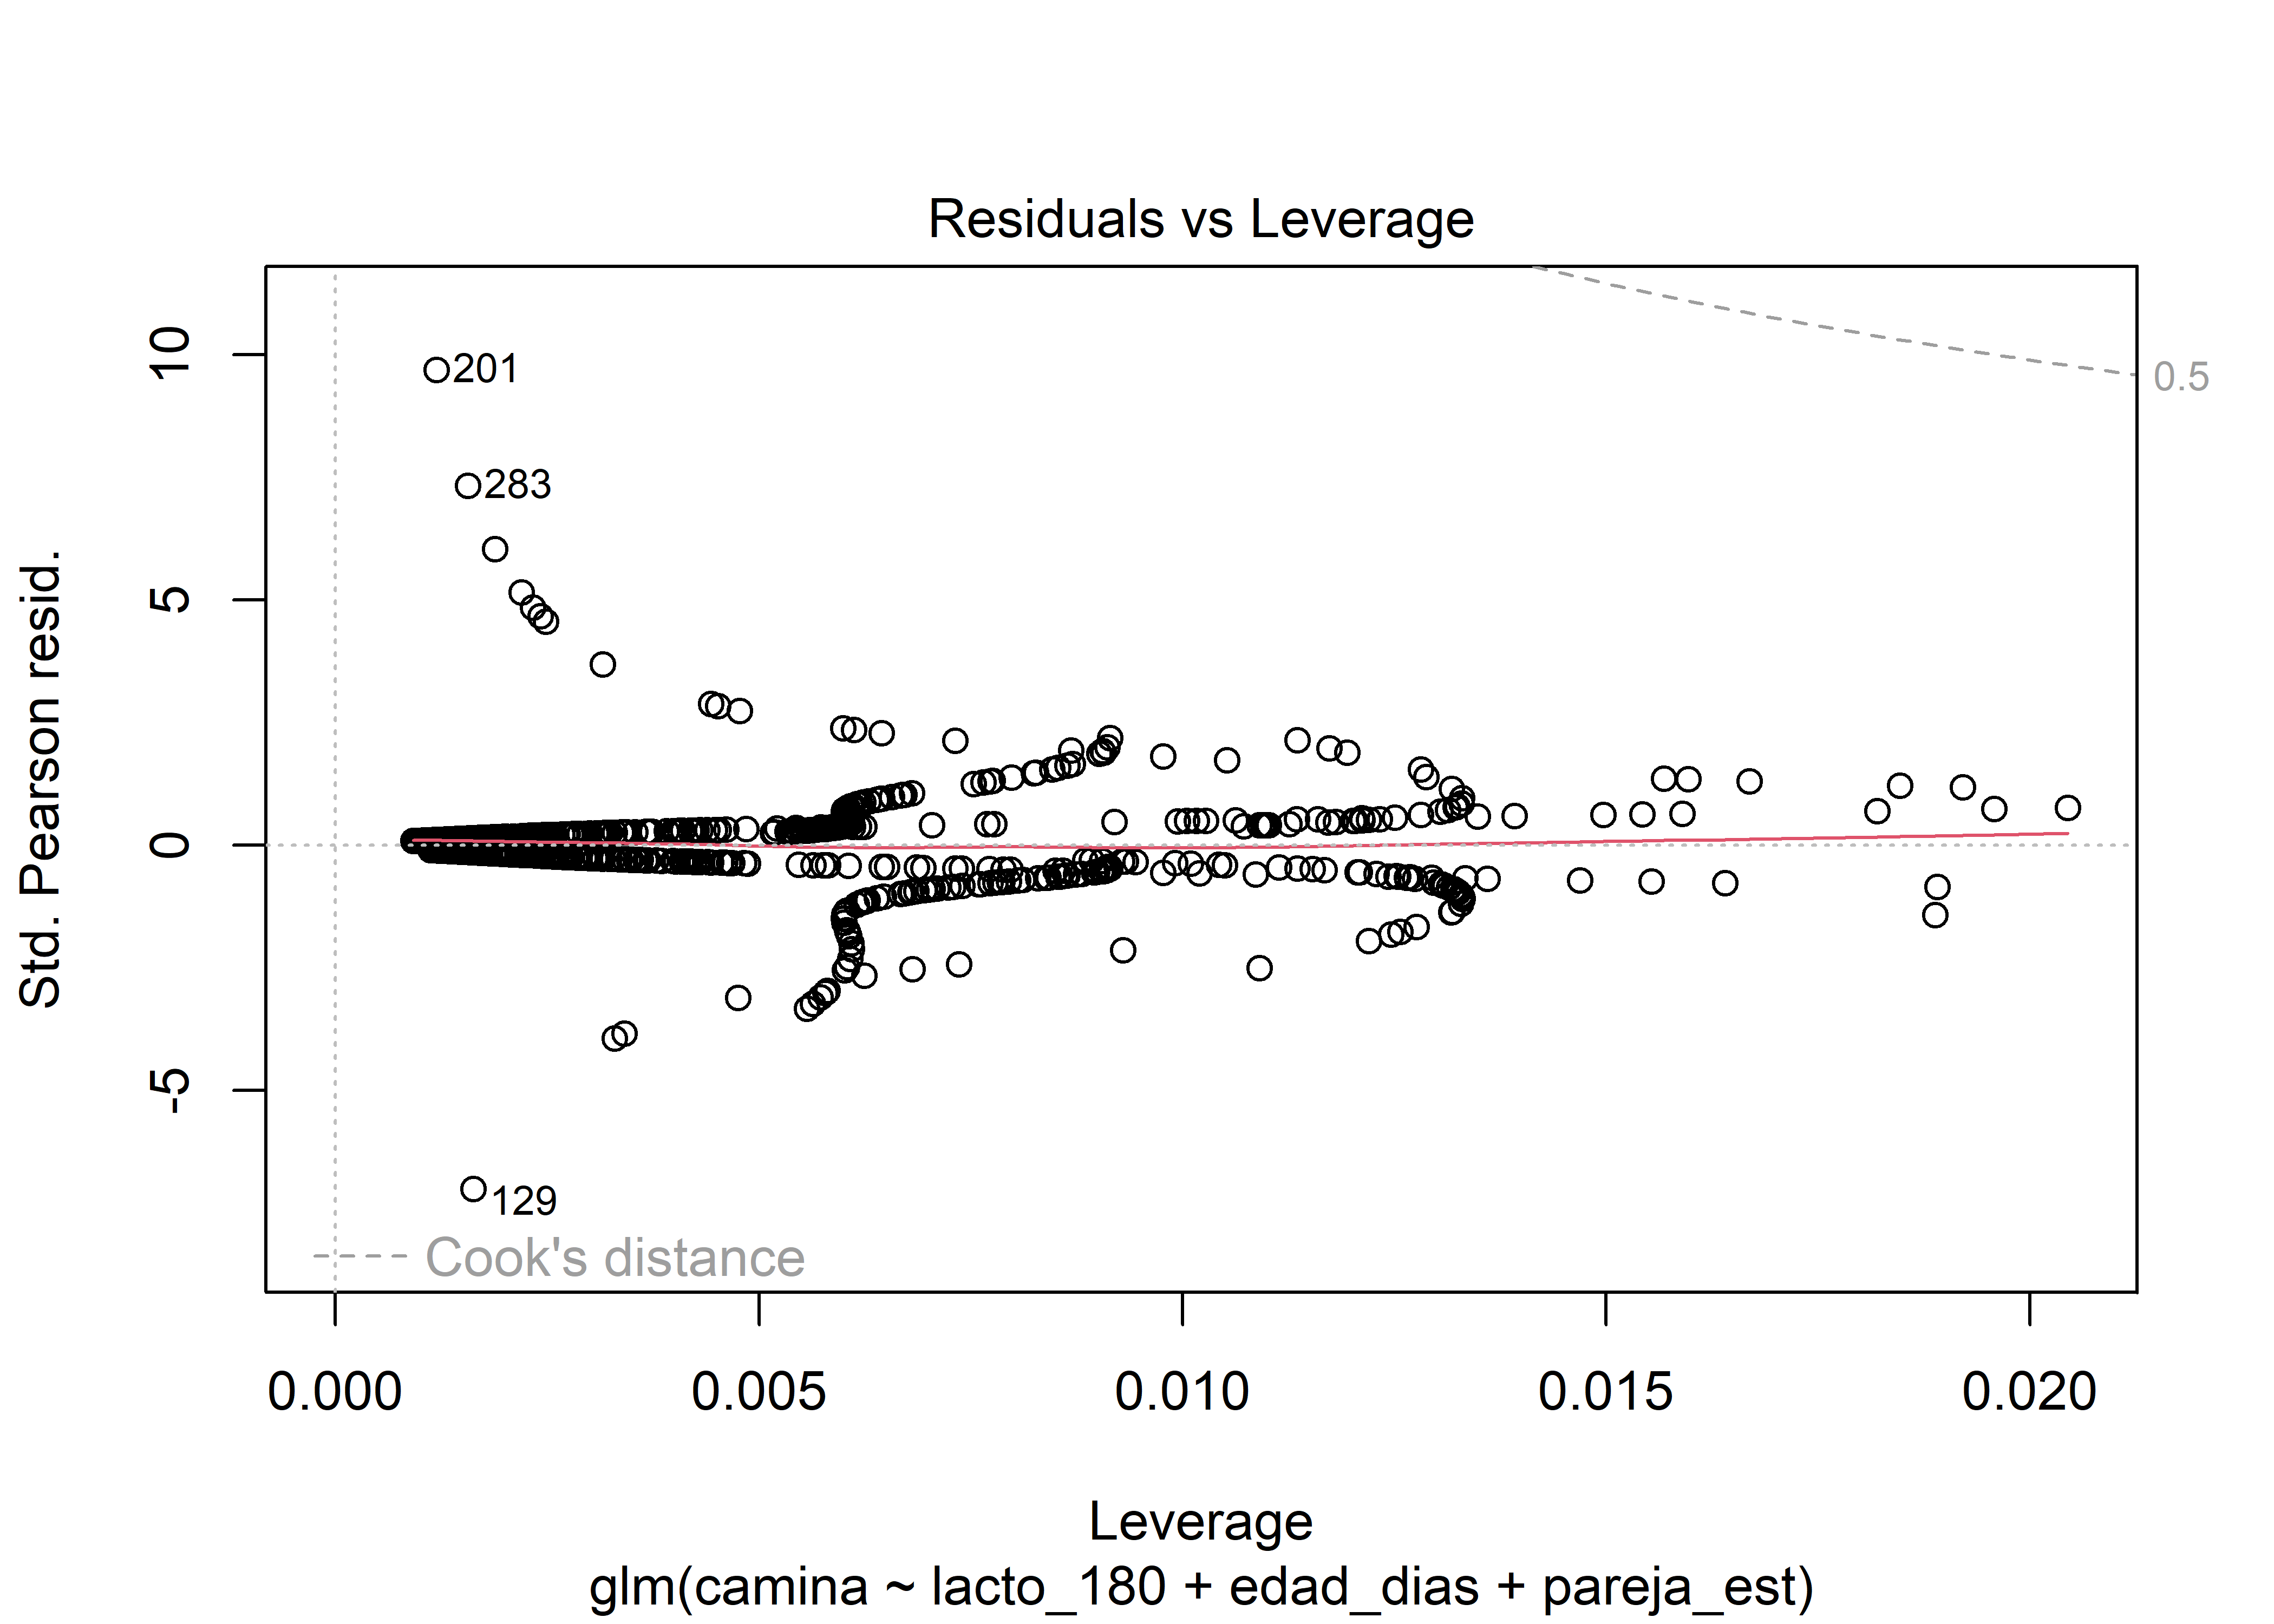 Residuals vs Leverage
10
5
0
-5
Std. Pearson resid.
201
283
129
0.5
Cook's distance
0.000 0.005 0.010 0.015 0.020
Leverage
glm(camina ~ lacto_180 + edad_dias + pareja_est)